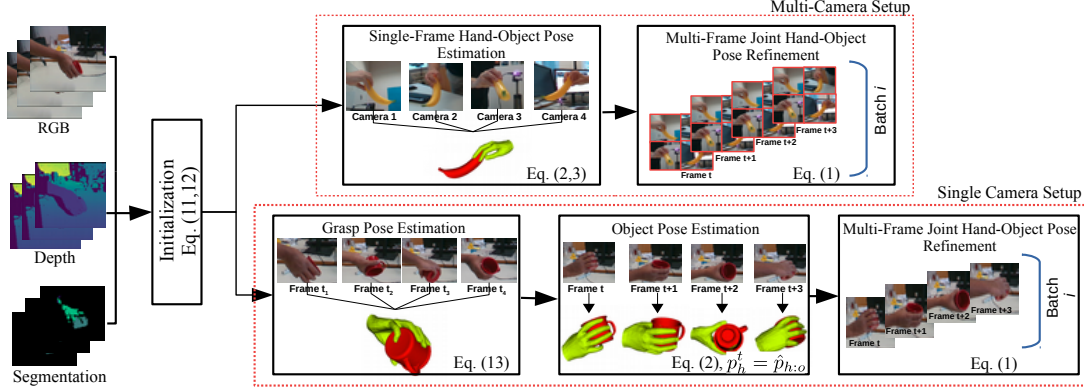 Multi-Camera Setup
Single-Frame Hand-Object Pose
Estimation
Camera 1
Camera 2
Camera 3
Camera 4
Eq. (2,3)
Multi-Frame Joint Hand-Object
Pose Refinement
Frame t
Frame t+1
Frame t+2
Frame t+3
Batch i
Eq. (1)
RGB
Depth
Segmentation
Initialization
Eq. (11,12)
Single Camera Setup
Grasp Pose Estimation
Frame t₁
Frame t₂
Frame t₃
Frame t₄
Eq. (13)
Object Pose Estimation
Frame t
Frame t+1
Frame t+2
Frame t+3
Eq. (2), $p_h^t = \hat{p}_{h:o}$
Multi-Frame Joint Hand-Object Pose
Refinement
Frame t
Frame t+1
Frame t+2
Frame t+3
Batch
i
Eq. (1)